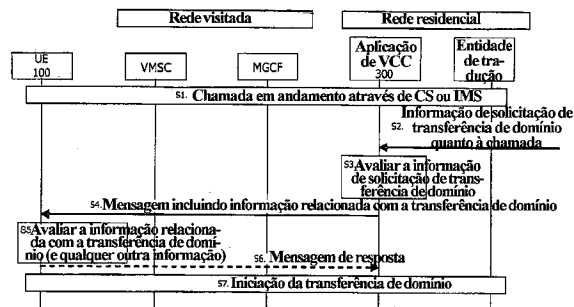 Rede visitada
Rede residencial
UE
100
VMSC
MGCF
Aplicação
de VCC
300
Entidade
de tra-
dução
S1. Chamada em andamento através de CS ou IMS
Informação de solicitação de
S2. transferência de domínio
quanto à chamada
S3 Avaliar a informação
de solicitação de trans-
ferência de domínio
S4. Mensagem incluindo informação relacionada com a transferência de domínio
S5 Avaliar a informação relaciona-
da com a transferência de domí-
nio (e qualquer outra informação)
S6. Mensagem de resposta
S7. Iniciação da transferência de domínio